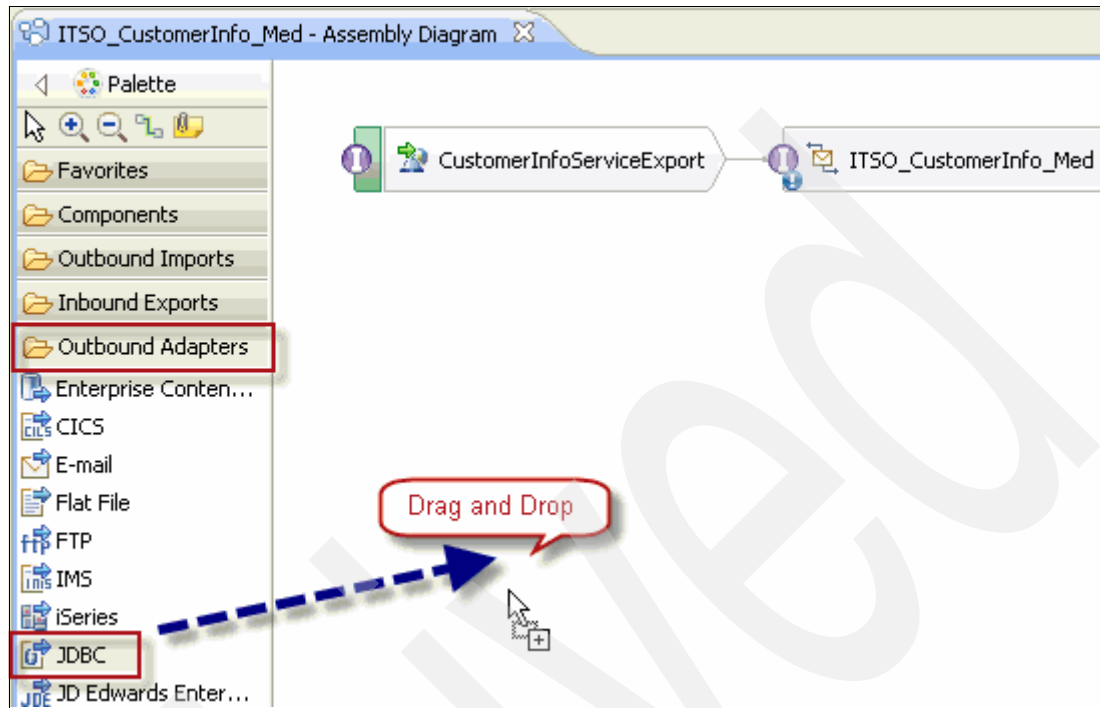 ITSO_CustomerInfo_Med - Assembly Diagram
Palette
Favorites
Components
Outbound Imports
Inbound Exports
Outbound Adapters
Enterprise Conten...
CICS
E-mail
Flat File
FTP
IMS
iSeries
JDBC
JD Edwards Enter...
CustomerInfoServiceExport
ITSO_CustomerInfo_Med
Drag and Drop